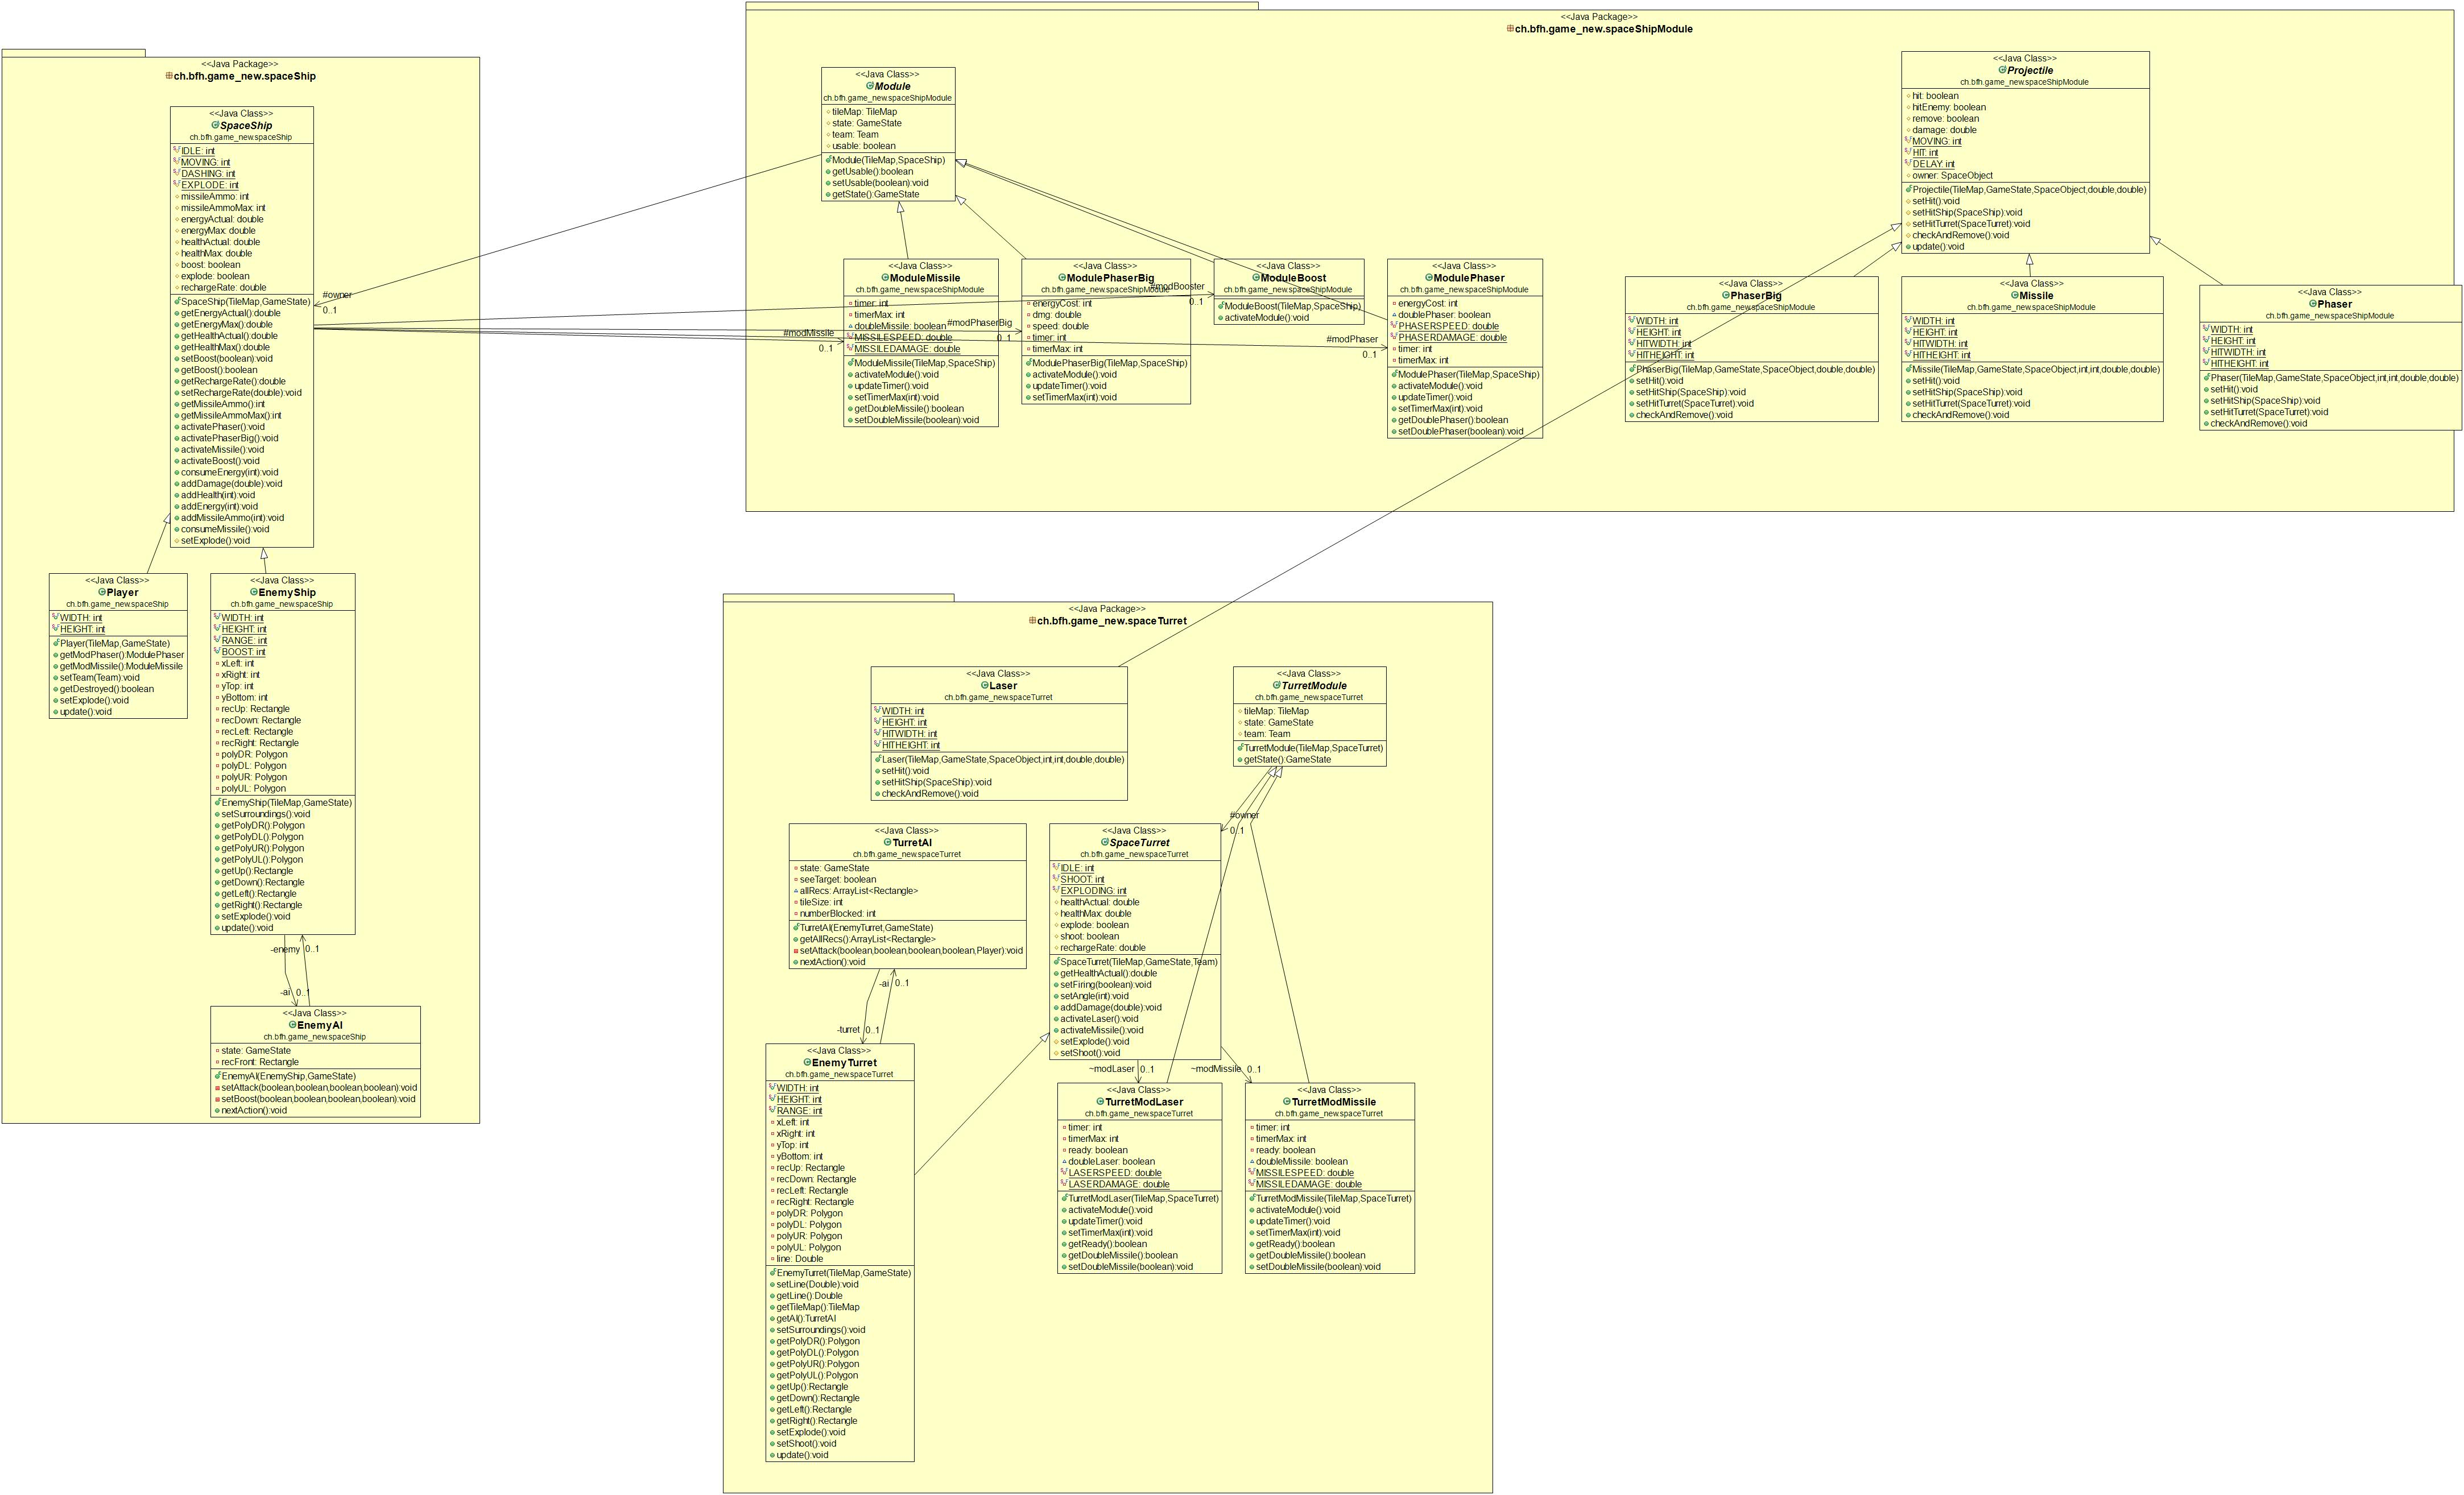 <<Java Package>>
ch.bfh.game_new.spaceShip
<<Java Class>>
SpaceShip
ch.bfh.game_new.spaceShip
IDLE: int
MOVING: int
DASHING: int
EXPLODE: int
missileAmmo: int
missileAmmoMax: int
energyActual: double
energyMax: double
healthActual: double
healthMax: double
boost: boolean
explode: boolean
rechargeRate: double
SpaceShip(TileMap,GameState)
getEnergyActual():double
getEnergyMax():double
getHealthActual():double
getHealthMax():double
setBoost(boolean):void
getBoost():boolean
getRechargeRate():double
setRechargeRate(double):void
getMissileAmmo():int
getMissileAmmoMax():int
activatePhaser():void
activatePhaserBig():void
activateMissile():void
activateBoost():void
consumeEnergy(int):void
addDamage(double):void
addHealth(int):void
addEnergy(int):void
addMissileAmmo(int):void
consumeMissile():void
setExplode():void
#owner
0..1
<<Java Class>>
Player
ch.bfh.game_new.spaceShip
WIDTH: int
HEIGHT: int
Player(TileMap,GameState)
getModPhaser():ModulePhaser
getModMissile():ModuleMissile
setTeam(Team):void
getDestroyed():boolean
setExplode():void
update():void
<<Java Class>>
EnemyShip
ch.bfh.game_new.spaceShip
WIDTH: int
HEIGHT: int
RANGE: int
BOOST: int
xLeft: int
xRight: int
yTop: int
yBottom: int
recUp: Rectangle
recDown: Rectangle
recLeft: Rectangle
recRight: Rectangle
polyDR: Polygon
polyDL: Polygon
polyUR: Polygon
polyUL: Polygon
EnemyShip(TileMap,GameState)
setSurroundings():void
getPolyDR():Polygon
getPolyDL():Polygon
getPolyUR():Polygon
getPolyUL():Polygon
getUp():Rectangle
getDown():Rectangle
getLeft():Rectangle
getRight():Rectangle
setExplode():void
update():void
-enemy 0..1
-ai 0..1
<<Java Class>>
EnemyAI
ch.bfh.game_new.spaceShip
state: GameState
recFront: Rectangle
EnemyAI(EnemyShip,GameState)
setAttack(boolean,boolean,boolean,boolean):void
setBoost(boolean,boolean,boolean,boolean):void
nextAction():void
<<Java Package>>
ch.bfh.game_new.spaceShipModule
<<Java Class>>
Module
ch.bfh.game_new.spaceShipModule
tileMap: TileMap
state: GameState
team: Team
usable: boolean
Module(TileMap,SpaceShip)
getUsable():boolean
setUsable(boolean):void
getState():GameState
<<Java Class>>
ModuleMissile
ch.bfh.game_new.spaceShipModule
timer: int
timerMax: int
doubleMissile: boolean
MISSILESPEED: double
MISSILEDAMAGE: double
ModuleMissile(TileMap,SpaceShip)
activateModule():void
updateTimer():void
setTimerMax(int):void
getDoubleMissile():boolean
setDoubleMissile(boolean):void
#modMissile
0..1
<<Java Class>>
ModulePhaserBig
ch.bfh.game_new.spaceShipModule
energyCost: int
dmg: double
speed: double
timer: int
timerMax: int
ModulePhaserBig(TileMap,SpaceShip)
activateModule():void
updateTimer():void
setTimerMax(int):void
#modPhaserBig
0..1
<<Java Class>>
ModuleBoost
ch.bfh.game_new.spaceShipModule
ModuleBoost(TileMap,SpaceShip)
activateModule():void
#modBooster
0..1
<<Java Class>>
ModulePhaser
ch.bfh.game_new.spaceShipModule
energyCost: int
doublePhaser: boolean
PHASERSPEED: double
PHASERDAMAGE: double
timer: int
timerMax: int
ModulePhaser(TileMap,SpaceShip)
activateModule():void
updateTimer():void
setTimerMax(int):void
getDoublePhaser():boolean
setDoublePhaser(boolean):void
#modPhaser
0..1
<<Java Class>>
Projectile
ch.bfh.game_new.spaceShipModule
hit: boolean
hitEnemy: boolean
remove: boolean
damage: double
MOVING: int
HIT: int
DELAY: int
owner: SpaceObject
Projectile(TileMap,GameState,SpaceObject,double,double)
setHit():void
setHitShip(SpaceShip):void
setHitTurret(SpaceTurret):void
checkAndRemove():void
update():void
<<Java Class>>
PhaserBig
ch.bfh.game_new.spaceShipModule
WIDTH: int
HEIGHT: int
HITWIDTH: int
HITHEIGHT: int
PhaserBig(TileMap,GameState,SpaceObject,double,double)
setHit():void
setHitShip(SpaceShip):void
setHitTurret(SpaceTurret):void
checkAndRemove():void
<<Java Class>>
Missile
ch.bfh.game_new.spaceShipModule
WIDTH: int
HEIGHT: int
HITWIDTH: int
HITHEIGHT: int
Missile(TileMap,GameState,SpaceObject,int,int,double,double)
setHit():void
setHitShip(SpaceShip):void
setHitTurret(SpaceTurret):void
checkAndRemove():void
<<Java Class>>
Phaser
ch.bfh.game_new.spaceShipModule
WIDTH: int
HEIGHT: int
HITWIDTH: int
HITHEIGHT: int
Phaser(TileMap,GameState,SpaceObject,int,int,double,double)
setHit():void
setHitShip(SpaceShip):void
setHitTurret(SpaceTurret):void
checkAndRemove():void
<<Java Package>>
ch.bfh.game_new.spaceTurret
<<Java Class>>
Laser
ch.bfh.game_new.spaceTurret
WIDTH: int
HEIGHT: int
HITWIDTH: int
HITHEIGHT: int
Laser(TileMap,GameState,SpaceObject,int,int,double,double)
setHit():void
setHitShip(SpaceShip):void
checkAndRemove():void
<<Java Class>>
TurretModule
ch.bfh.game_new.spaceTurret
tileMap: TileMap
state: GameState
team: Team
TurretModule(TileMap,SpaceTurret)
getState():GameState
#owner
0..1
<<Java Class>>
TurretAI
ch.bfh.game_new.spaceTurret
state: GameState
seeTarget: boolean
allRecs: ArrayList<Rectangle>
tileSize: int
numberBlocked: int
TurretAI(EnemyTurret,GameState)
getAllRecs():ArrayList<Rectangle>
setAttack(boolean,boolean,boolean,boolean,Player):void
nextAction():void
-ai 0..1
-turret 0..1
<<Java Class>>
SpaceTurret
ch.bfh.game_new.spaceTurret
IDLE: int
SHOOT: int
EXPLODING: int
healthActual: double
healthMax: double
explode: boolean
shoot: boolean
rechargeRate: double
SpaceTurret(TileMap,GameState,Team)
getHealthActual():double
setFiring(boolean):void
setAngle(int):void
addDamage(double):void
activateLaser():void
activateMissile():void
setExplode():void
setShoot():void
~modLaser 0..1
~modMissile 0..1
<<Java Class>>
EnemyTurret
ch.bfh.game_new.spaceTurret
WIDTH: int
HEIGHT: int
RANGE: int
xLeft: int
xRight: int
yTop: int
yBottom: int
recUp: Rectangle
recDown: Rectangle
recLeft: Rectangle
recRight: Rectangle
polyDR: Polygon
polyDL: Polygon
polyUR: Polygon
polyUL: Polygon
line: Double
EnemyTurret(TileMap,GameState)
setLine(Double):void
getLine():Double
getTileMap():TileMap
getAI():TurretAI
setSurroundings():void
getPolyDR():Polygon
getPolyDL():Polygon
getPolyUR():Polygon
getPolyUL():Polygon
getUp():Rectangle
getDown():Rectangle
getLeft():Rectangle
getRight():Rectangle
setExplode():void
setShoot():void
update():void
<<Java Class>>
TurretModLaser
ch.bfh.game_new.spaceTurret
timer: int
timerMax: int
ready: boolean
doubleLaser: boolean
LASERSPEED: double
LASERDAMAGE: double
TurretModLaser(TileMap,SpaceTurret)
activateModule():void
updateTimer():void
setTimerMax(int):void
getReady():boolean
getDoubleMissile():boolean
setDoubleMissile(boolean):void
<<Java Class>>
TurretModMissile
ch.bfh.game_new.spaceTurret
timer: int
timerMax: int
ready: boolean
doubleMissile: boolean
MISSILESPEED: double
MISSILEDAMAGE: double
TurretModMissile(TileMap,SpaceTurret)
activateModule():void
updateTimer():void
setTimerMax(int):void
getReady():boolean
getDoubleMissile():boolean
setDoubleMissile(boolean):void